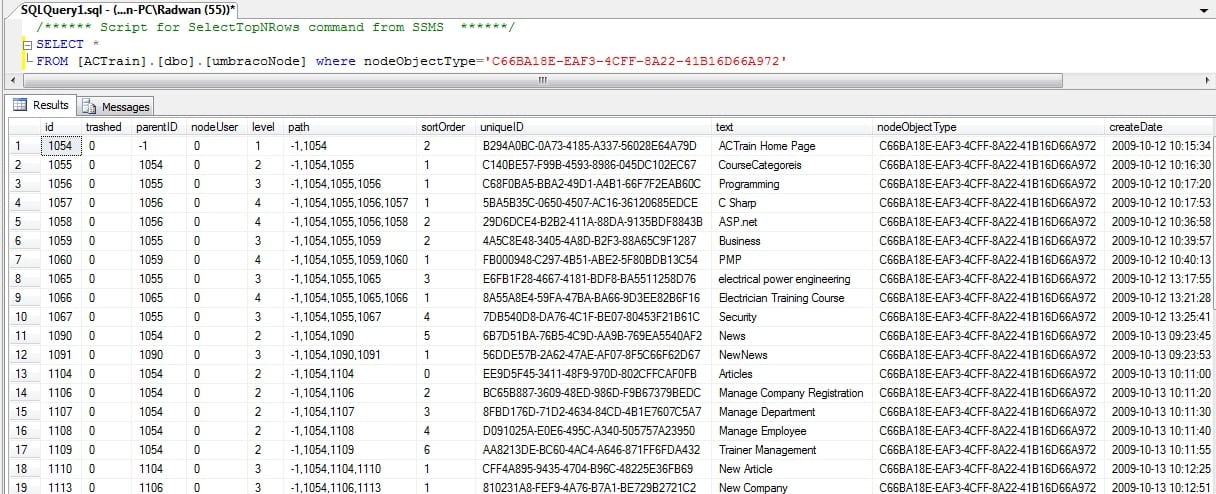 SQLQuery1.sql - (...n-PC\Radwan (55))*
/****** Script for SelectTopNRows command from SSMS ******/
SELECT *
FROM [ACTrain].[dbo].[umbracoNode] where nodeObjectType='C66BA18E-EAF3-4CFF-8A22-41B16D66A972'
Results Messages
id trashed parentID nodeUser level path sortOrder uniqueID text nodeObjectType createDate
1 1054 0 -1 0 1 -1,1054 2 B294A0BC-0A73-4185-A337-56028E64A79D ACTrain Home Page C66BA18E-EAF3-4CFF-8A22-41B16D66A972 2009-10-12 10:15:34
2 1055 0 1054 0 2 -1,1054,1055 1 C140BE57-F99B-4593-8986-045DC102EC67 CourseCategoreis C66BA18E-EAF3-4CFF-8A22-41B16D66A972 2009-10-12 10:16:30
3 1056 0 1055 0 3 -1,1054,1055,1056 1 C68F0BA5-BBA2-49D1-A4B1-66F7F2EAB60C Programming C66BA18E-EAF3-4CFF-8A22-41B16D66A972 2009-10-12 10:17:20
4 1057 0 1056 0 4 -1,1054,1055,1056,1057 1 5BA5B35C-0650-4507-AC16-36120685EDCE C Sharp C66BA18E-EAF3-4CFF-8A22-41B16D66A972 2009-10-12 10:17:53
5 1058 0 1056 0 4 -1,1054,1055,1056,1058 2 29D6DCE4-B2B2-411A-88DA-9135BDF8843B ASP.net C66BA18E-EAF3-4CFF-8A22-41B16D66A972 2009-10-12 10:36:58
6 1059 0 1055 0 3 -1,1054,1055,1059 2 4A5C8E48-3405-4A8D-B2F3-88A65C9F1287 Business C66BA18E-EAF3-4CFF-8A22-41B16D66A972 2009-10-12 10:39:57
7 1060 0 1059 0 4 -1,1054,1055,1059,1060 1 FB000948-C297-4B51-ABE2-5F80BDB13C54 PMP C66BA18E-EAF3-4CFF-8A22-41B16D66A972 2009-10-12 10:40:13
8 1065 0 1055 0 3 -1,1054,1055,1065 3 E6FB1F28-4667-4181-BDF8-BA5511258D76 electrical power engineering C66BA18E-EAF3-4CFF-8A22-41B16D66A972 2009-10-12 13:17:55
9 1066 0 1065 0 4 -1,1054,1055,1065,1066 1 8A55A8E4-59FA-47BA-BA66-9D3EE82B6F16 Electrician Training Course C66BA18E-EAF3-4CFF-8A22-41B16D66A972 2009-10-12 13:21:28
10 1067 0 1055 0 3 -1,1054,1055,1067 4 7DB540D8-DA76-4C1F-BE07-80453F21B61C Security C66BA18E-EAF3-4CFF-8A22-41B16D66A972 2009-10-12 13:25:41
11 1090 0 1054 0 2 -1,1054,1090 5 6B7D51BA-76B5-4C9D-AA9B-769EA5540AF2 News C66BA18E-EAF3-4CFF-8A22-41B16D66A972 2009-10-13 09:23:45
12 1091 0 1090 0 3 -1,1054,1090,1091 1 56DDE57B-2A62-47AE-AF07-8F5C66F62D67 NewNews C66BA18E-EAF3-4CFF-8A22-41B16D66A972 2009-10-13 09:23:53
13 1104 0 1054 0 2 -1,1054,1104 0 EE9D5F45-3411-48F9-970D-802CFFCAF0FB Articles C66BA18E-EAF3-4CFF-8A22-41B16D66A972 2009-10-13 10:11:00
14 1106 0 1054 0 2 -1,1054,1106 2 BC65B887-3609-48ED-986D-F9B67379BEDC Manage Company Registration C66BA18E-EAF3-4CFF-8A22-41B16D66A972 2009-10-13 10:11:20
15 1107 0 1054 0 2 -1,1054,1107 3 8FBD176D-71D2-4634-84CD-4B1E7607C5A7 Manage Department C66BA18E-EAF3-4CFF-8A22-41B16D66A972 2009-10-13 10:11:30
16 1108 0 1054 0 2 -1,1054,1108 4 D091025A-E0E6-495C-A340-505757A23950 Manage Employee C66BA18E-EAF3-4CFF-8A22-41B16D66A972 2009-10-13 10:11:40
17 1109 0 1054 0 2 -1,1054,1109 6 AA8213DE-BC60-4AC4-A646-871FF6FDA432 Trainer Management C66BA18E-EAF3-4CFF-8A22-41B16D66A972 2009-10-13 10:11:55
18 1110 0 1104 0 3 -1,1054,1104,1110 1 CFF4A895-9435-4704-B96C-48225E36FB69 New Article C66BA18E-EAF3-4CFF-8A22-41B16D66A972 2009-10-13 10:12:25
19 1113 0 1106 0 3 -1,1054,1106,1113 1 810231A8-FEF9-4A76-B7A1-BE729B2721C2 New Company C66BA18E-EAF3-4CFF-8A22-41B16D66A972 2009-10-13 10:12:51